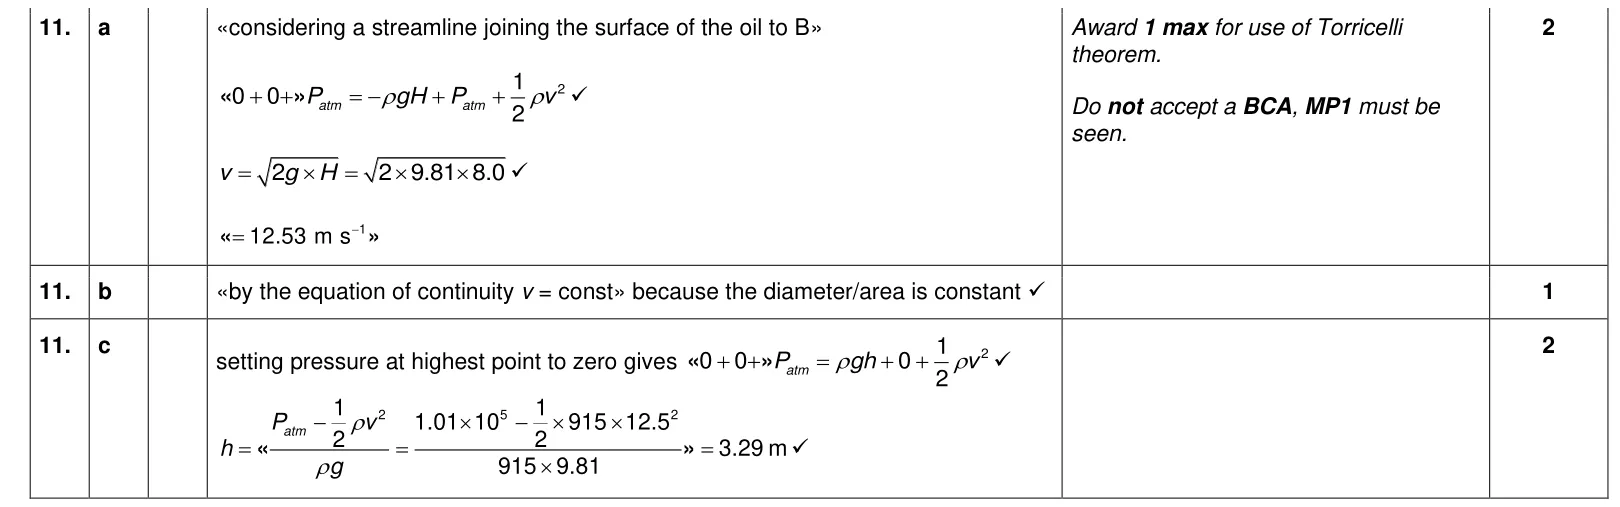 11. a «considering a streamline joining the surface of the oil to B» Award 1 max for use of Torricelli theorem. 2
«0 + 0+»P_atm = −ρgH + P_atm + 1/2 ρv² ✓ Do not accept a BCA, MP1 must be seen.
v = √(2g × H) = √(2 × 9.81 × 8.0) ✓
«= 12.53 m s⁻¹»
11. b «by the equation of continuity v = const» because the diameter/area is constant ✓ 1
11. c setting pressure at highest point to zero gives «0 + 0+»P_atm = ρgh + 0 + 1/2 ρv² ✓ 2
h = «(P_atm − 1/2 ρv²)/(ρg) = (1.01 × 10⁵ − 1/2 × 915 × 12.5²)/(915 × 9.81)» = 3.29 m ✓